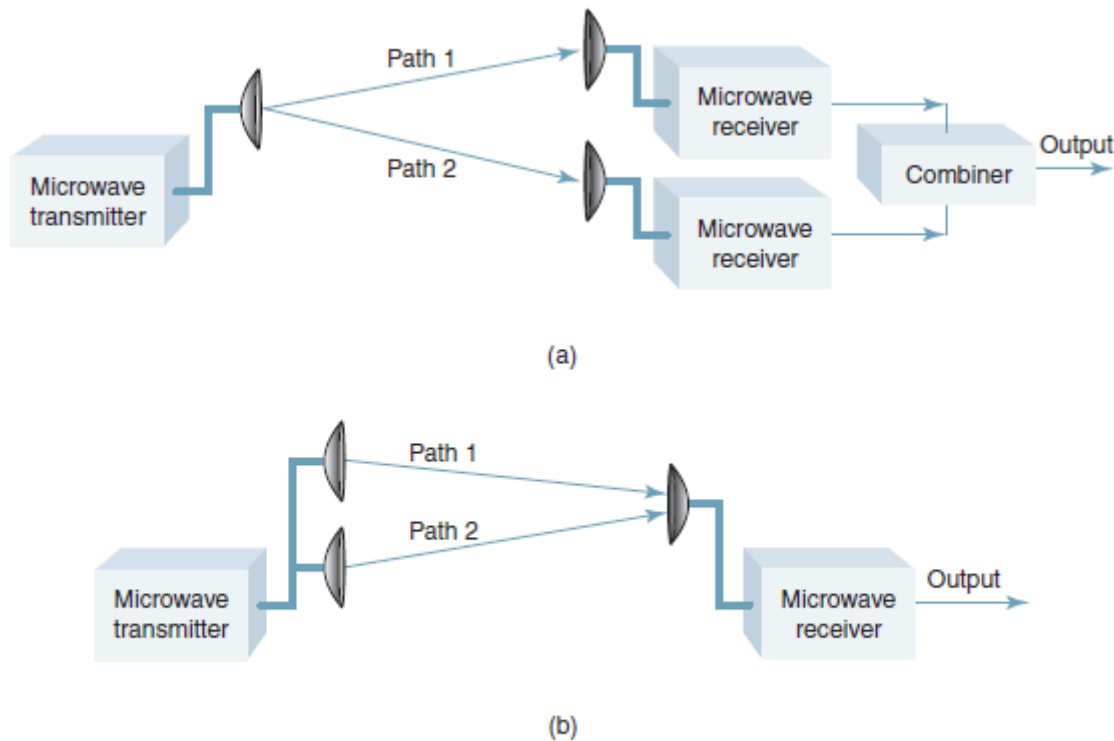 Path 1
Microwave
receiver
Output
Path 2
Combiner
Microwave
transmitter
Microwave
receiver
(a)
Path 1
Path 2
Output
Microwave
transmitter
Microwave
receiver
(b)